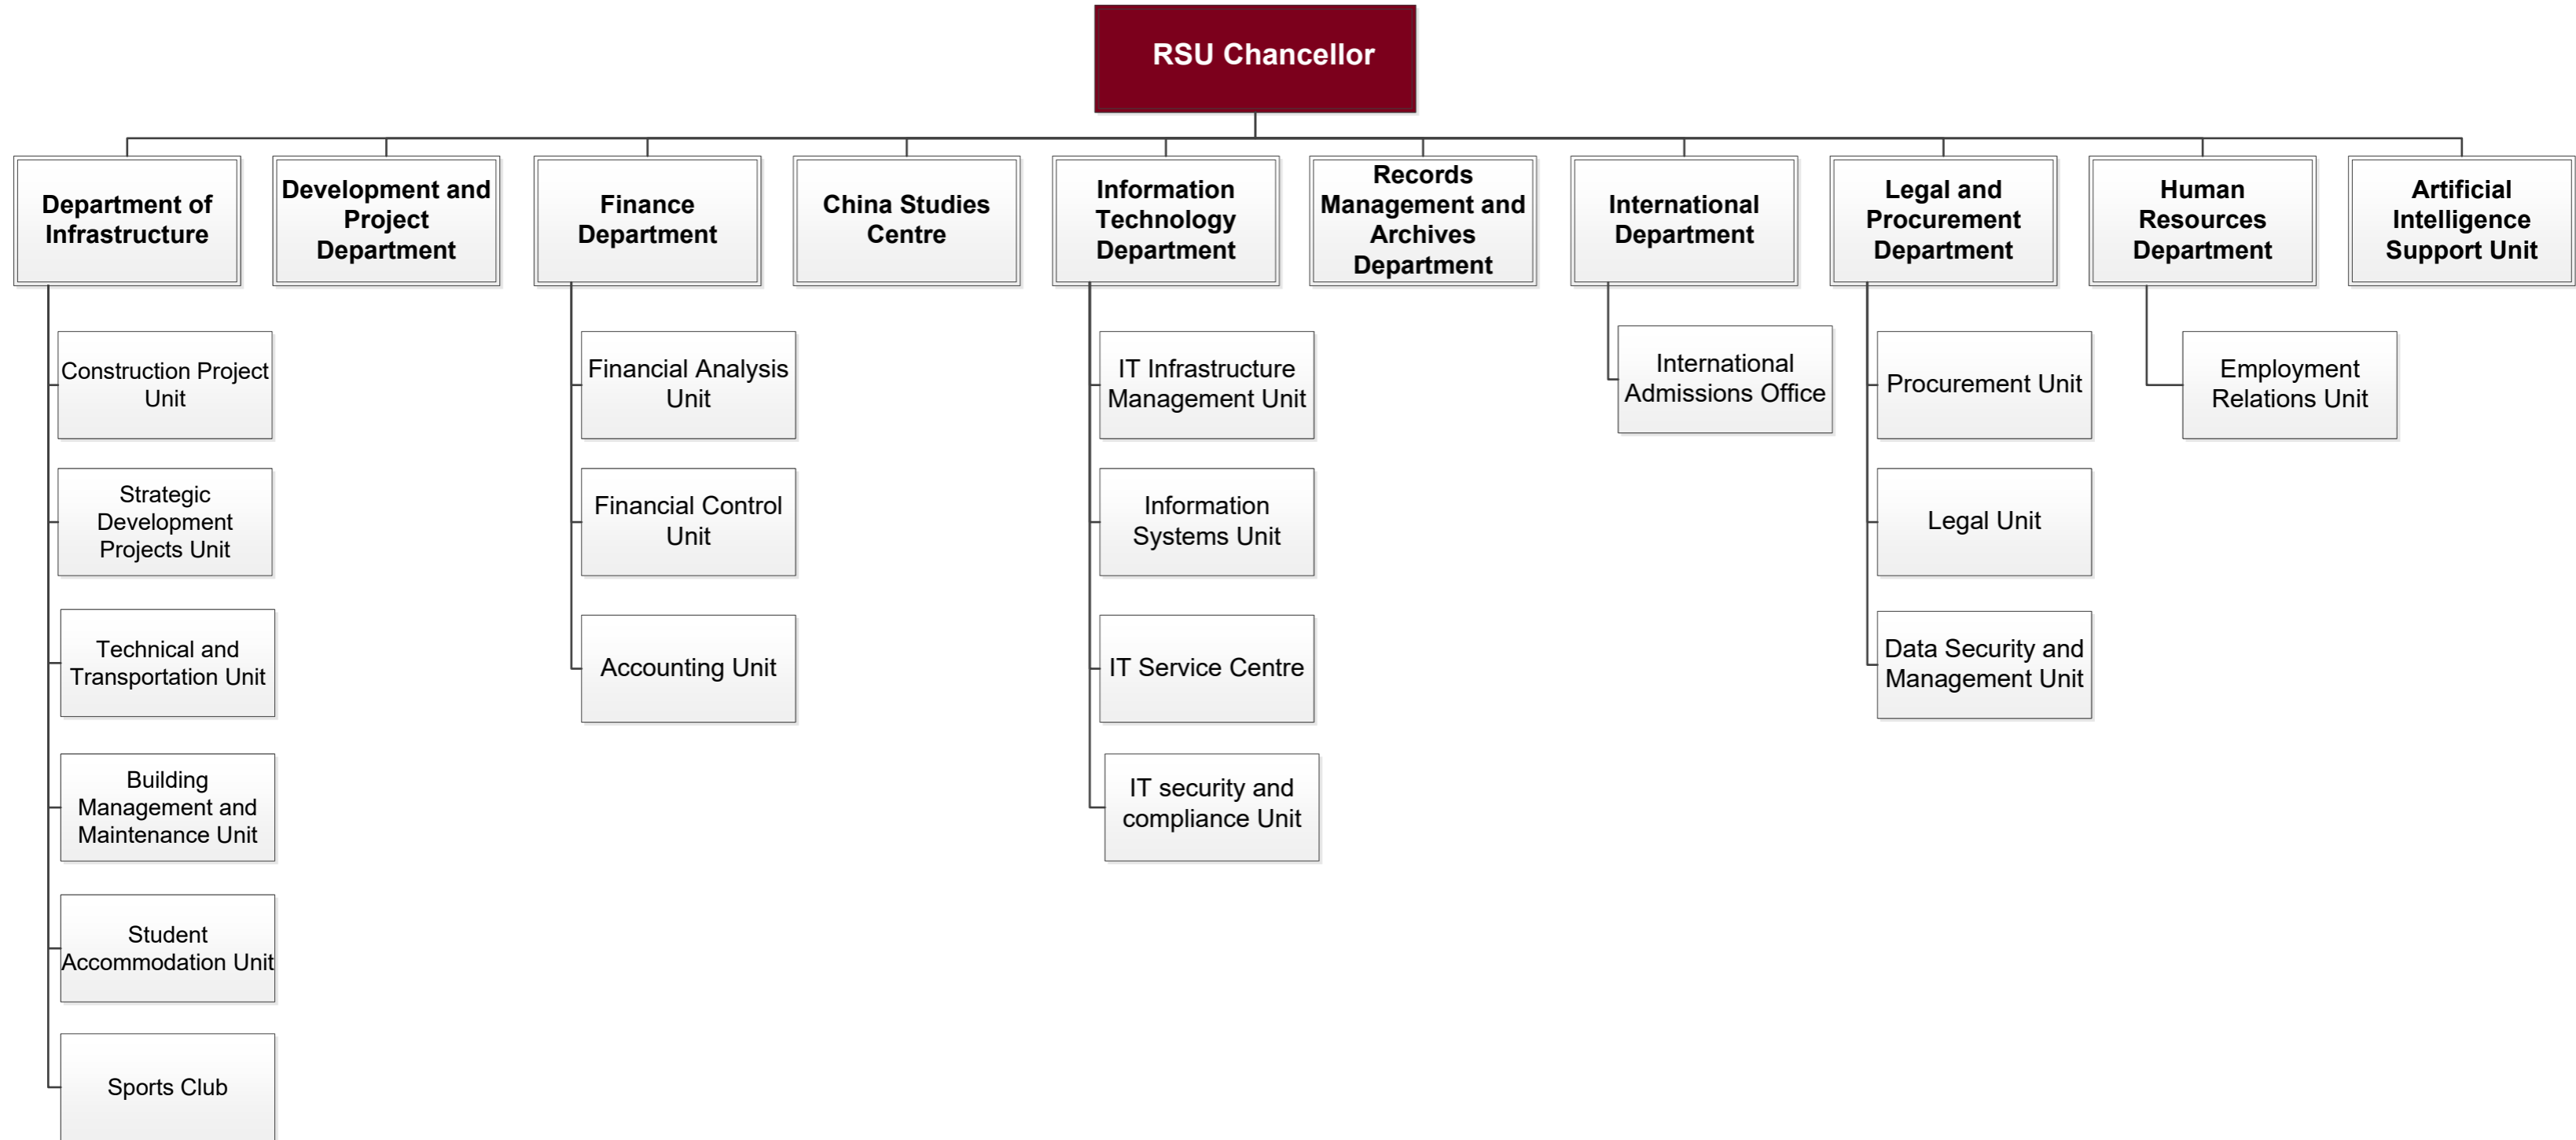 RSU Chancellor
Department of
Infrastructure
Development and
Project
Department
Finance
Department
China Studies
Centre
Information
Technology
Department
Records
Management and
Archives
Department
International
Department
Legal and
Procurement
Department
Human
Resources
Department
Artificial
Intelligence
Support Unit
Construction Project
Unit
Strategic
Development
Projects Unit
Technical and
Transportation Unit
Building
Management and
Maintenance Unit
Student
Accommodation Unit
Sports Club
Financial Analysis
Unit
Financial Control
Unit
Accounting Unit
IT Infrastructure
Management Unit
Information
Systems Unit
IT Service Centre
IT security and
compliance Unit
International
Admissions Office
Procurement Unit
Legal Unit
Data Security and
Management Unit
Employment
Relations Unit